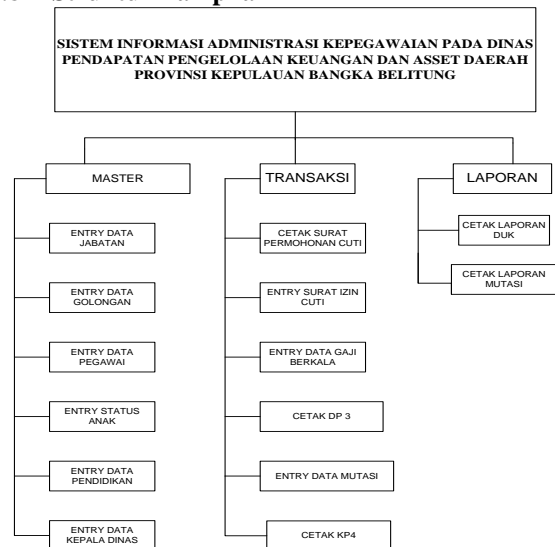 SISTEM INFORMASI ADMINISTRASI KEPEGAWAIAN PADA DINAS
PENDAPATAN PENGELOLAAN KEUANGAN DAN ASSET DAERAH
PROVINSI KEPULAUAN BANGKA BELITUNG
MASTER
ENTRY DATA
JABATAN
ENTRY DATA
GOLONGAN
ENTRY DATA
PEGAWAI
ENTRY STATUS
ANAK
ENTRY DATA
PENDIDIKAN
ENTRY DATA
KEPALA DINAS
TRANSAKSI
CETAK SURAT
PERMOHONAN CUTI
ENTRY SURAT IZIN
CUTI
ENTRY DATA GAJI
BERKALA
CETAK DP 3
ENTRY DATA MUTASI
CETAK KP4
LAPORAN
CETAK LAPORAN
DUK
CETAK LAPORAN
MUTASI